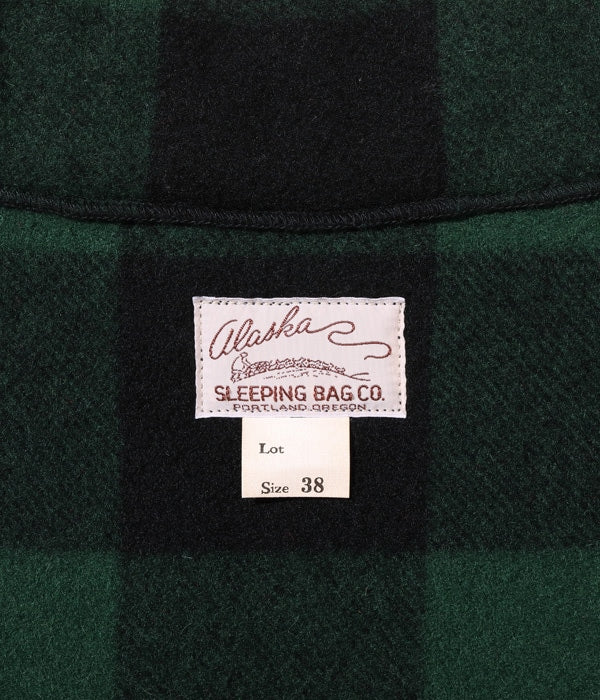 Alaska
SLEEPING BAG CO.
PORTLAND, OREGON.
Lot
Size 38